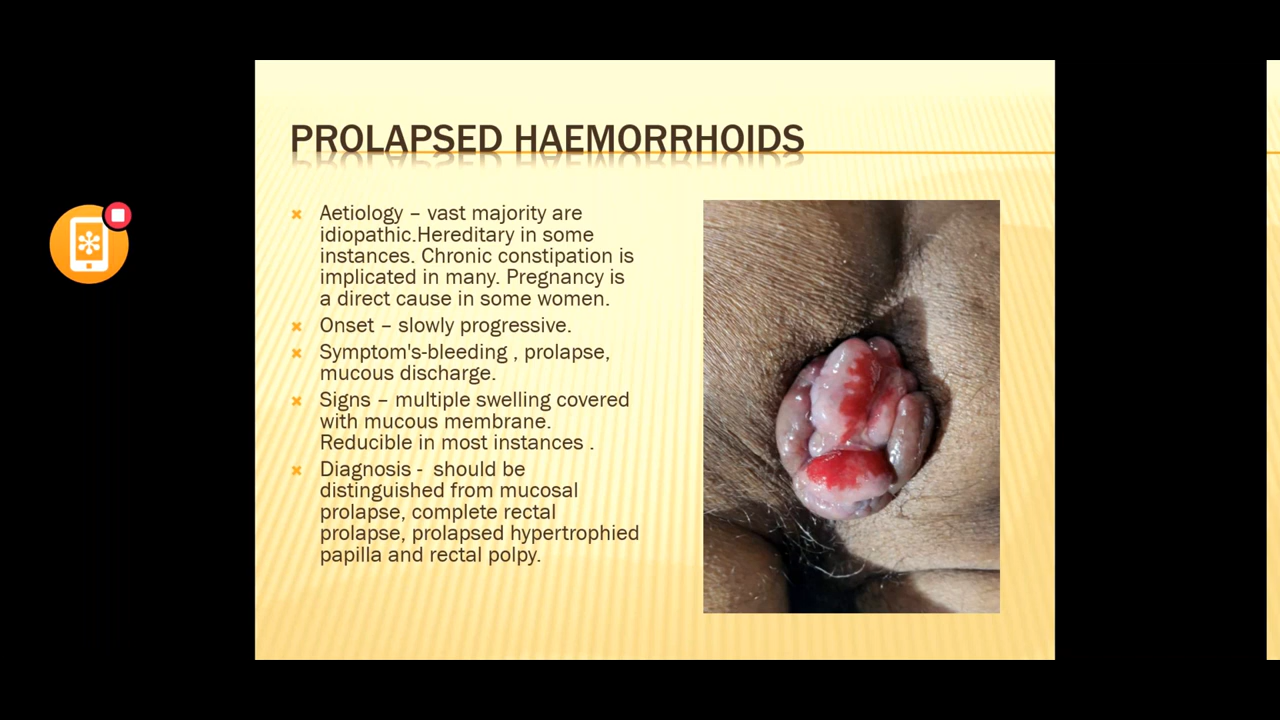 PROLAPSED HAEMORRHOIDS
Aetiology – vast majority are
idiopathic.Hereditary in some
instances. Chronic constipation is
implicated in many. Pregnancy is
a direct cause in some women.
Onset – slowly progressive.
Symptom's-bleeding , prolapse,
mucous discharge.
Signs – multiple swelling covered
with mucous membrane.
Reducible in most instances .
Diagnosis -  should be
distinguished from mucosal
prolapse, complete rectal
prolapse, prolapsed hypertrophied
papilla and rectal polpy.